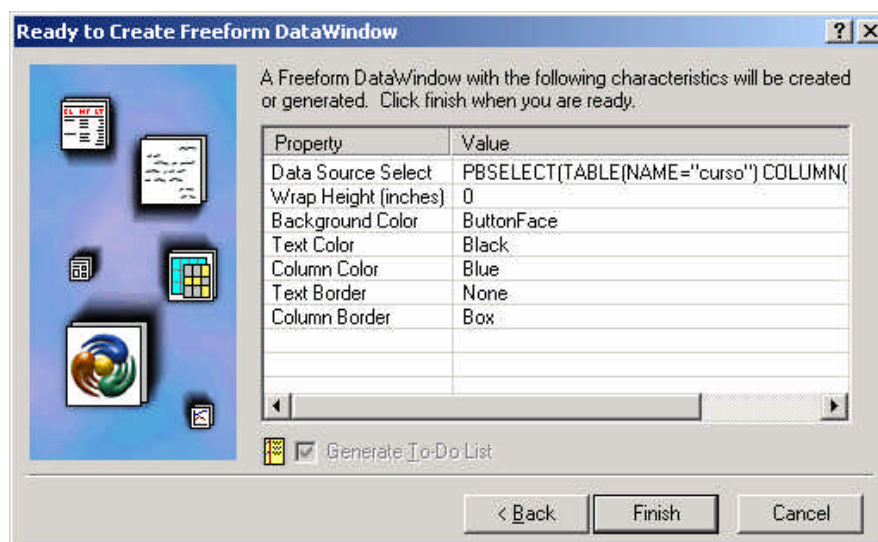 Ready to Create Freeform DataWindow
A Freeform DataWindow with the following characteristics will be created
or generated. Click finish when you are ready.
Property Value
Data Source Select PBSELECT(TABLE(NAME="curso") COLUMN(
Wrap Height (inches) 0
Background Color ButtonFace
Text Color Black
Column Color Blue
Text Border None
Column Border Box
Generate To-Do List
< Back Finish Cancel